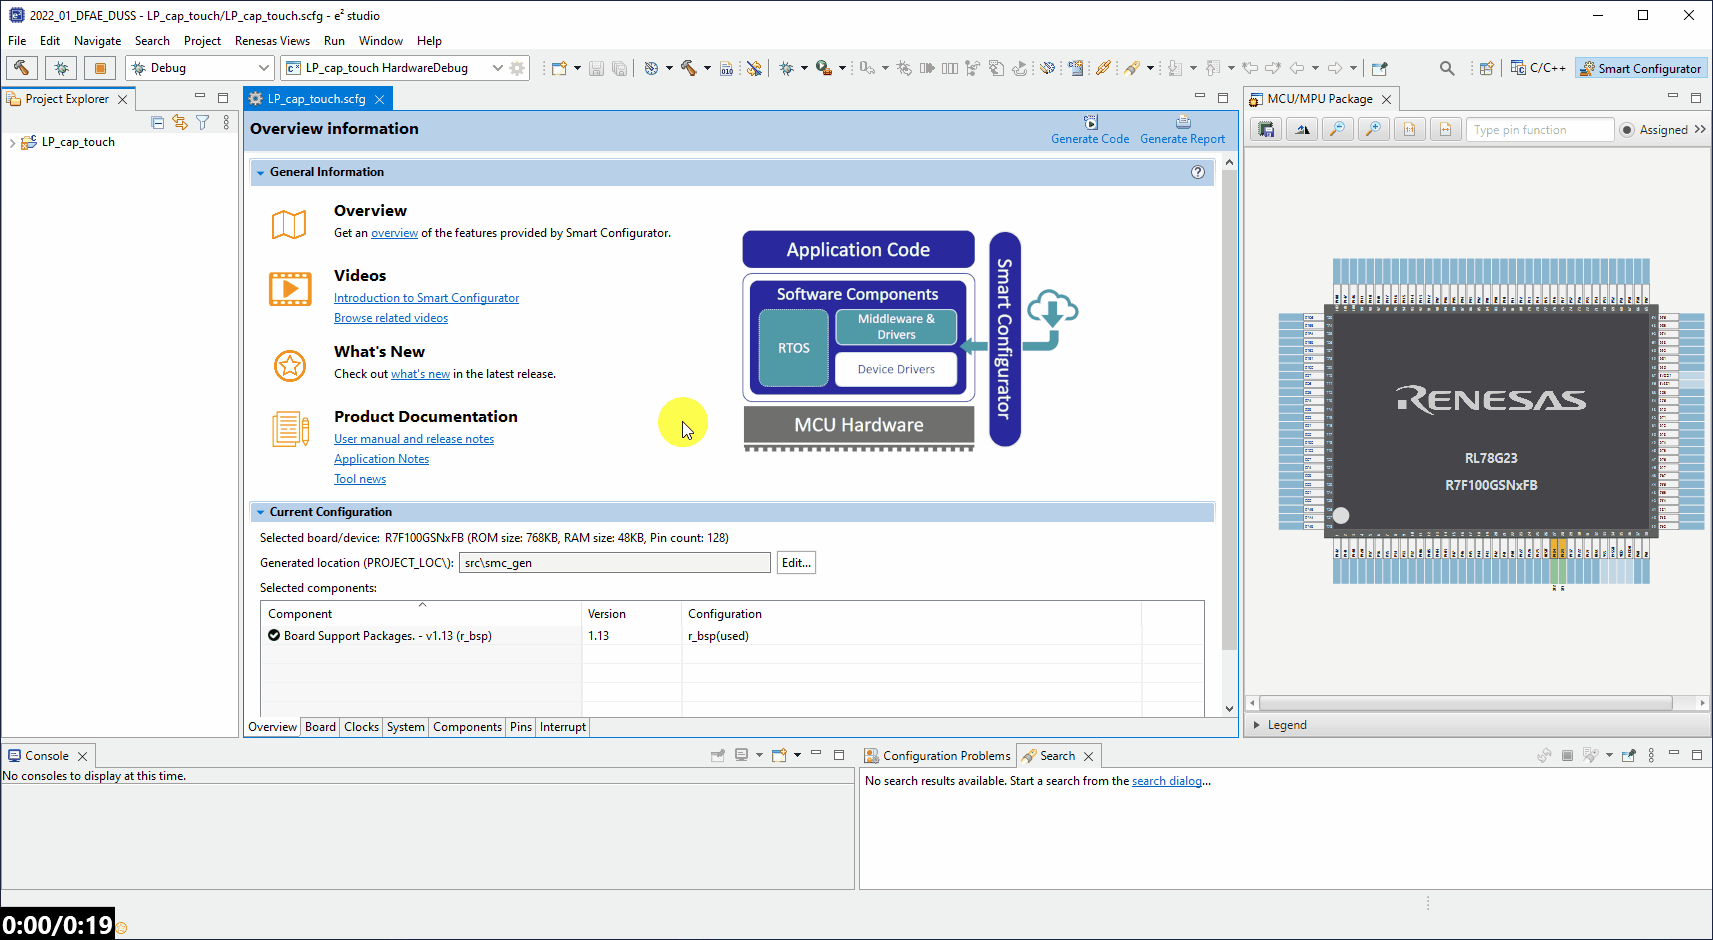 2022_01_DFAE_DUSS - LP_cap_touch/LP_cap_touch.scfg - e² studio
File Edit Navigate Search Project Renesas Views Run Window Help
Debug LP_cap_touch HardwareDebug C/C++ Smart Configurator
Project Explorer
LP_cap_touch
LP_cap_touch.scfg
Overview information
Generate Code Generate Report
General Information
Overview
Get an overview of the features provided by Smart Configurator.
Videos
Introduction to Smart Configurator
Browse related videos
What's New
Check out what's new in the latest release.
Product Documentation
User manual and release notes
Application Notes
Tool news
Application Code
Software Components
RTOS
Middleware & Drivers
Device Drivers
MCU Hardware
Smart Configurator
Current Configuration
Selected board/device: R7F100GSNxFB (ROM size: 768KB, RAM size: 48KB, Pin count: 128)
Generated location (PROJECT_LOC\): src\smc_gen Edit...
Selected components:
Component Version Configuration
Board Support Packages. - v1.13 (r_bsp) 1.13 r_bsp(used)
Overview Board Clocks System Components Pins Interrupt
MCU/MPU Package
Type pin function Assigned
RENESAS
RL78G23
R7F100GSNxFB
Legend
Console
No consoles to display at this time.
Configuration Problems Search
No search results available. Start a search from the search dialog...
0:00/0:19